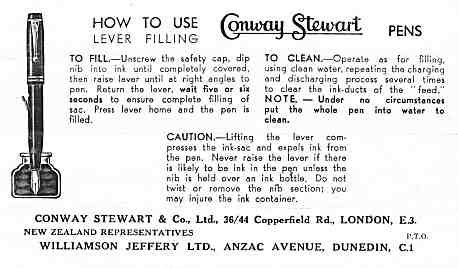 HOW TO USE
LEVER FILLING
Conway Stewart
PENS
TO FILL.—Unscrew the safety cap, dip
nib into ink until completely covered,
then raise lever until at right angles to
pen. Return the lever, wait five or six
seconds to ensure complete filling of
sac. Press lever home and the pen is
filled.
TO CLEAN.—Operate as for filling,
using clean water, repeating the charging
and discharging process several times
to clear the ink-ducts of the "feed."
NOTE. — Under no circumstances
put the whole pen into water to
clean.
CAUTION.—Lifting the lever com-
presses the ink-sac and expels ink from
the pen. Never raise the lever if there
is likely to be ink in the pen unless the
nib is held over an ink bottle. Do not
twist or remove the nib section; you
may injure the ink container.
CONWAY STEWART & Co., Ltd., 36/44 Copperfield Rd., LONDON, E.3.
NEW ZEALAND REPRESENTATIVES
P.T.O.
WILLIAMSON JEFFERY LTD., ANZAC AVENUE, DUNEDIN, C.1